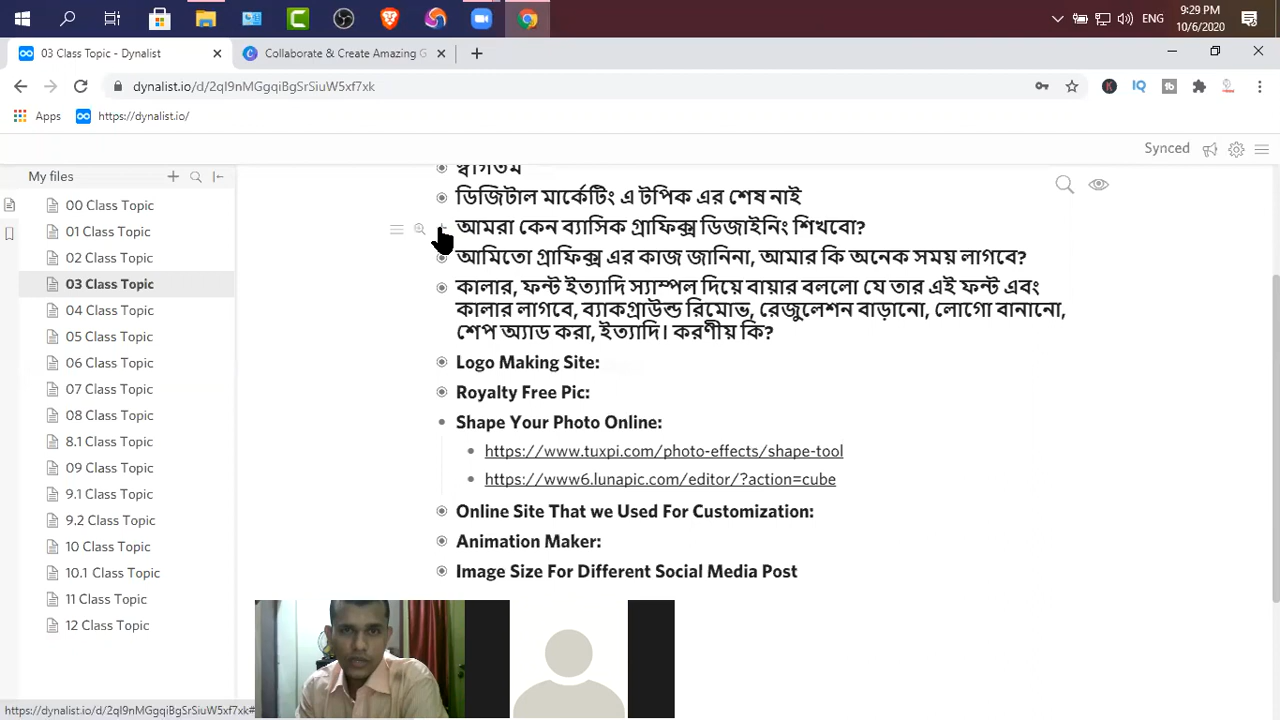 9:29 PM
ENG
10/6/2020
03 Class Topic - Dynalist
Collaborate & Create Amazing G
dynalist.io/d/2ql9nMGgqiBgSrSiuW5xf7xk
Apps
https://dynalist.io/
Synced
My files
00 Class Topic
01 Class Topic
02 Class Topic
03 Class Topic
04 Class Topic
05 Class Topic
06 Class Topic
07 Class Topic
08 Class Topic
8.1 Class Topic
09 Class Topic
9.1 Class Topic
9.2 Class Topic
10 Class Topic
10.1 Class Topic
11 Class Topic
12 Class Topic
স্বাগতম
ডিজিটাল মার্কেটিং এ টপিক এর শেষ নাই
আমরা কেন ব্যাসিক গ্রাফিক্স ডিজাইনিং শিখবো?
আমিতো গ্রাফিক্স এর কাজ জানিনা, আমার কি অনেক সময় লাগবে?
কালার, ফন্ট ইত্যাদি স্যাম্পল দিয়ে বায়ার বললো যে তার এই ফন্ট এবং
কালার লাগবে, ব্যাকগ্রাউন্ড রিমোভ, রেজুলেশন বাড়ানো, লোগো বানানো,
শেপ অ্যাড করা, ইত্যাদি। করণীয় কি?
Logo Making Site:
Royalty Free Pic:
Shape Your Photo Online:
https://www.tuxpi.com/photo-effects/shape-tool
https://www6.lunapic.com/editor/?action=cube
Online Site That we Used For Customization:
Animation Maker:
Image Size For Different Social Media Post
https://dynalist.io/d/2ql9nMGgqiBgSrSiuW5xf7xk#